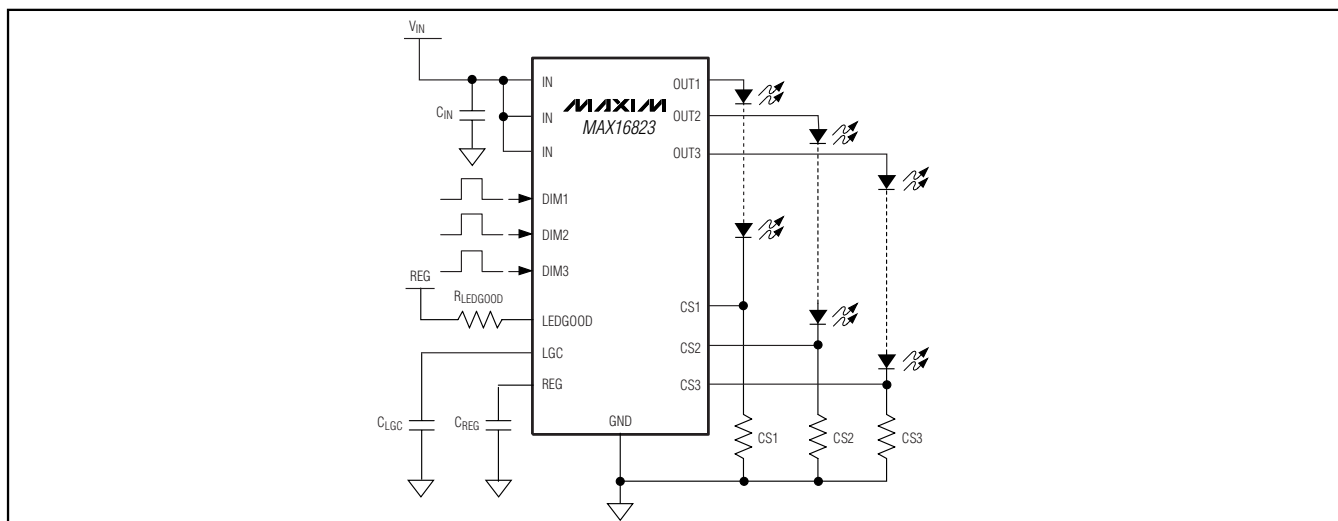 VIN
IN
OUT1
CIN
MAXIM
IN
OUT2
MAX16823
IN
OUT3
DIM1
DIM2
DIM3
REG
RLEDGOOD
CS1
LEDGOOD
CS2
LGC
REG
CS3
CLGC
CREG
GND
CS1
CS2
CS3